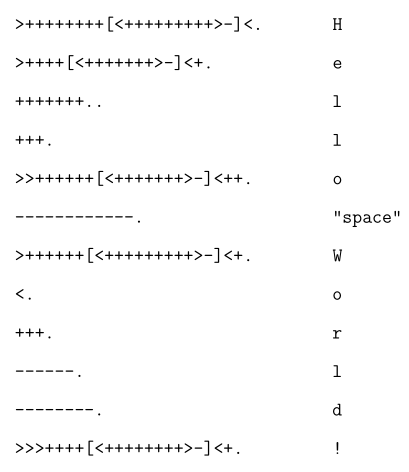 >++++++++[<+++++++++>-]<. H
>++++[<+++++++>-]<+. e
+++++++.. l
+++. l
>>++++++[<+++++++>-]<++. o
------------. "space"
>++++++[<+++++++++>-]<+. W
<. o
+++. r
------. l
--------. d
>>>++++[<++++++++>-]<+. !